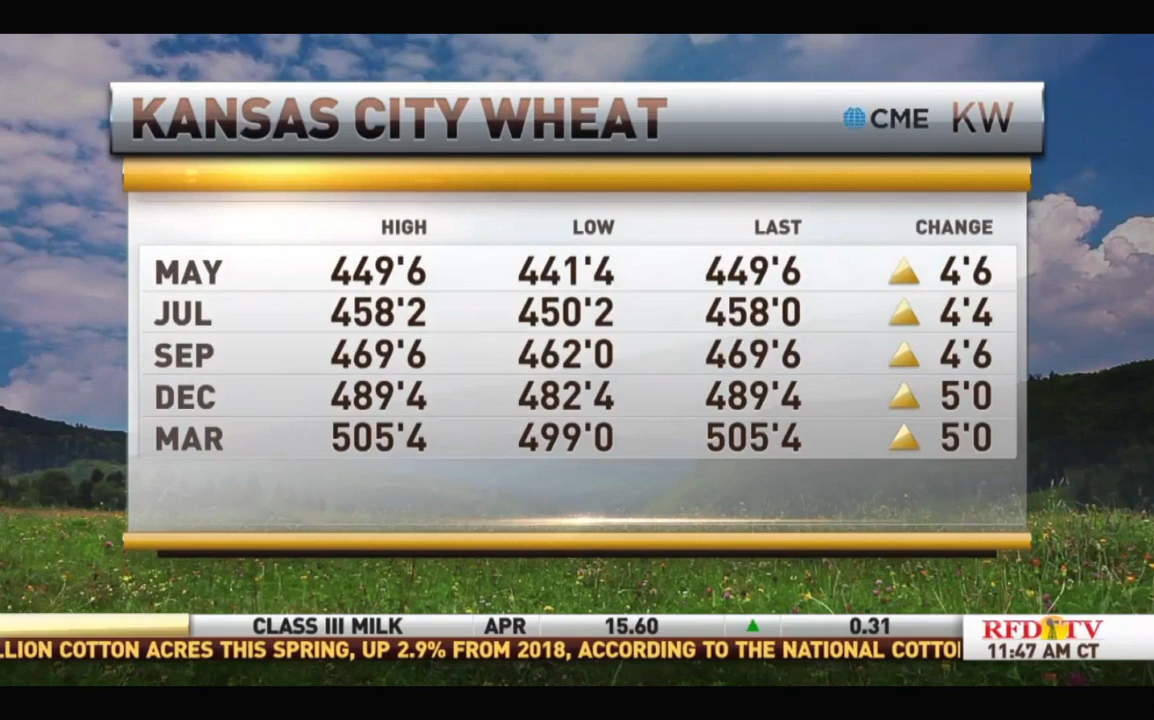 KANSAS CITY WHEAT CME KW
HIGH LOW LAST CHANGE
MAY 449'6 441'4 449'6 4'6
JUL 458'2 450'2 458'0 4'4
SEP 469'6 462'0 469'6 4'6
DEC 489'4 482'4 489'4 5'0
MAR 505'4 499'0 505'4 5'0
CLASS III MILK APR 15.60 0.31
RFD TV
LLION COTTON ACRES THIS SPRING, UP 2.9% FROM 2018, ACCORDING TO THE NATIONAL COTTO
11:47 AM CT